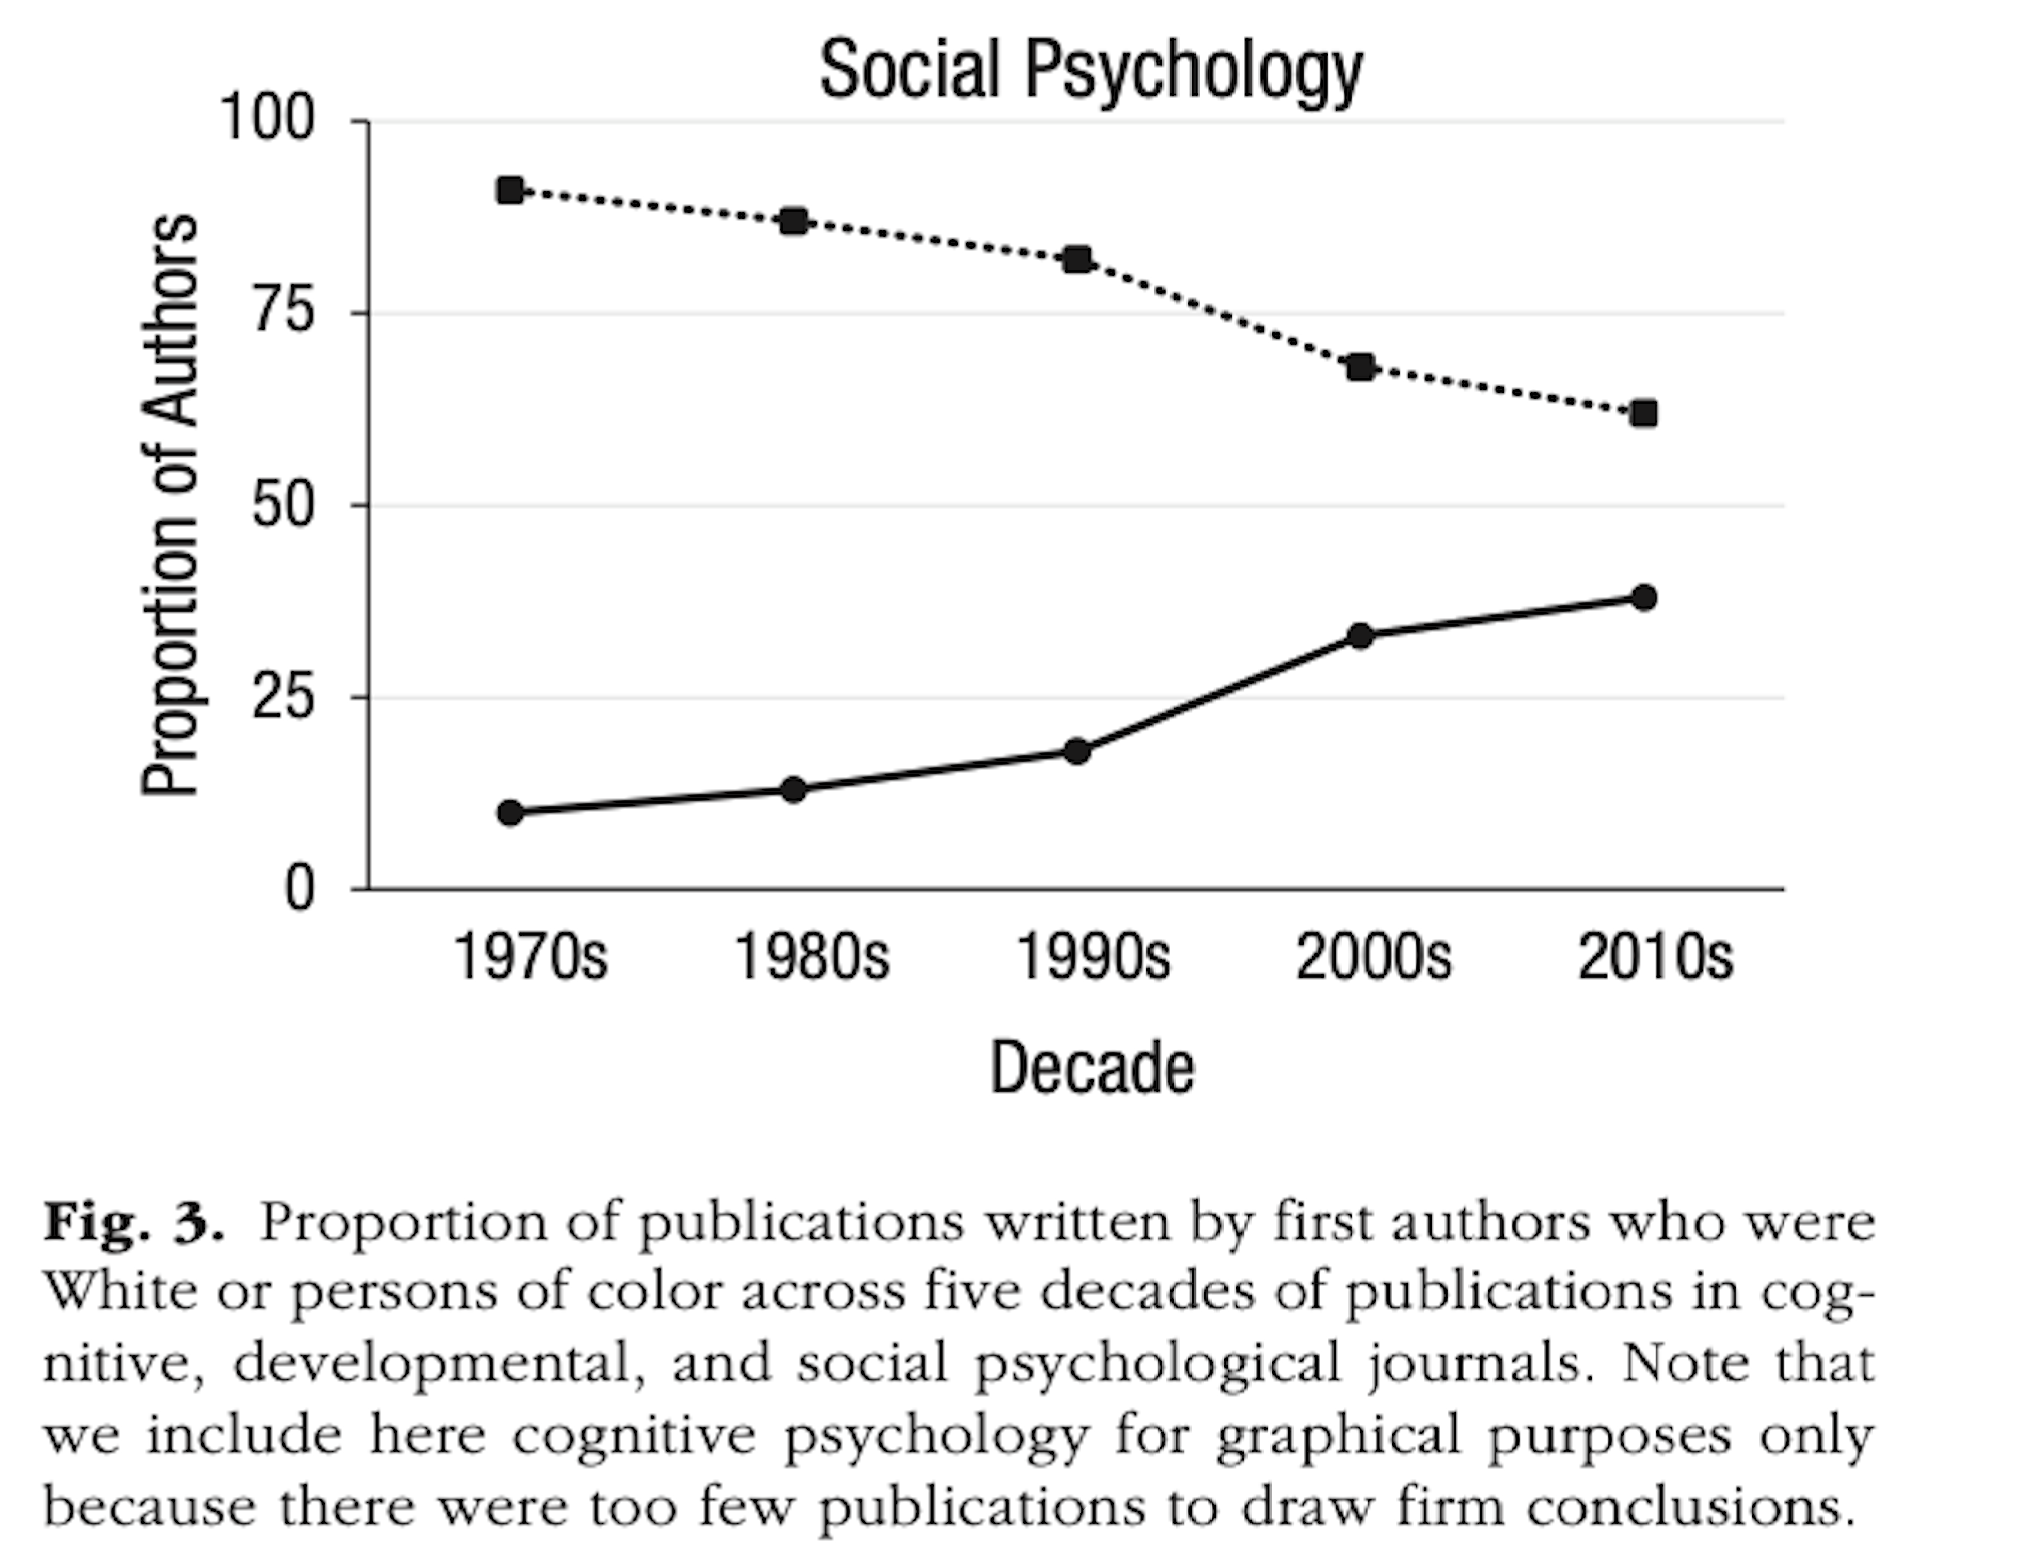 Social Psychology
100
75
50
25
0
Proportion of Authors
1970s 1980s 1990s 2000s 2010s
Decade
Fig. 3. Proportion of publications written by first authors who were
White or persons of color across five decades of publications in cog-
nitive, developmental, and social psychological journals. Note that
we include here cognitive psychology for graphical purposes only
because there were too few publications to draw firm conclusions.